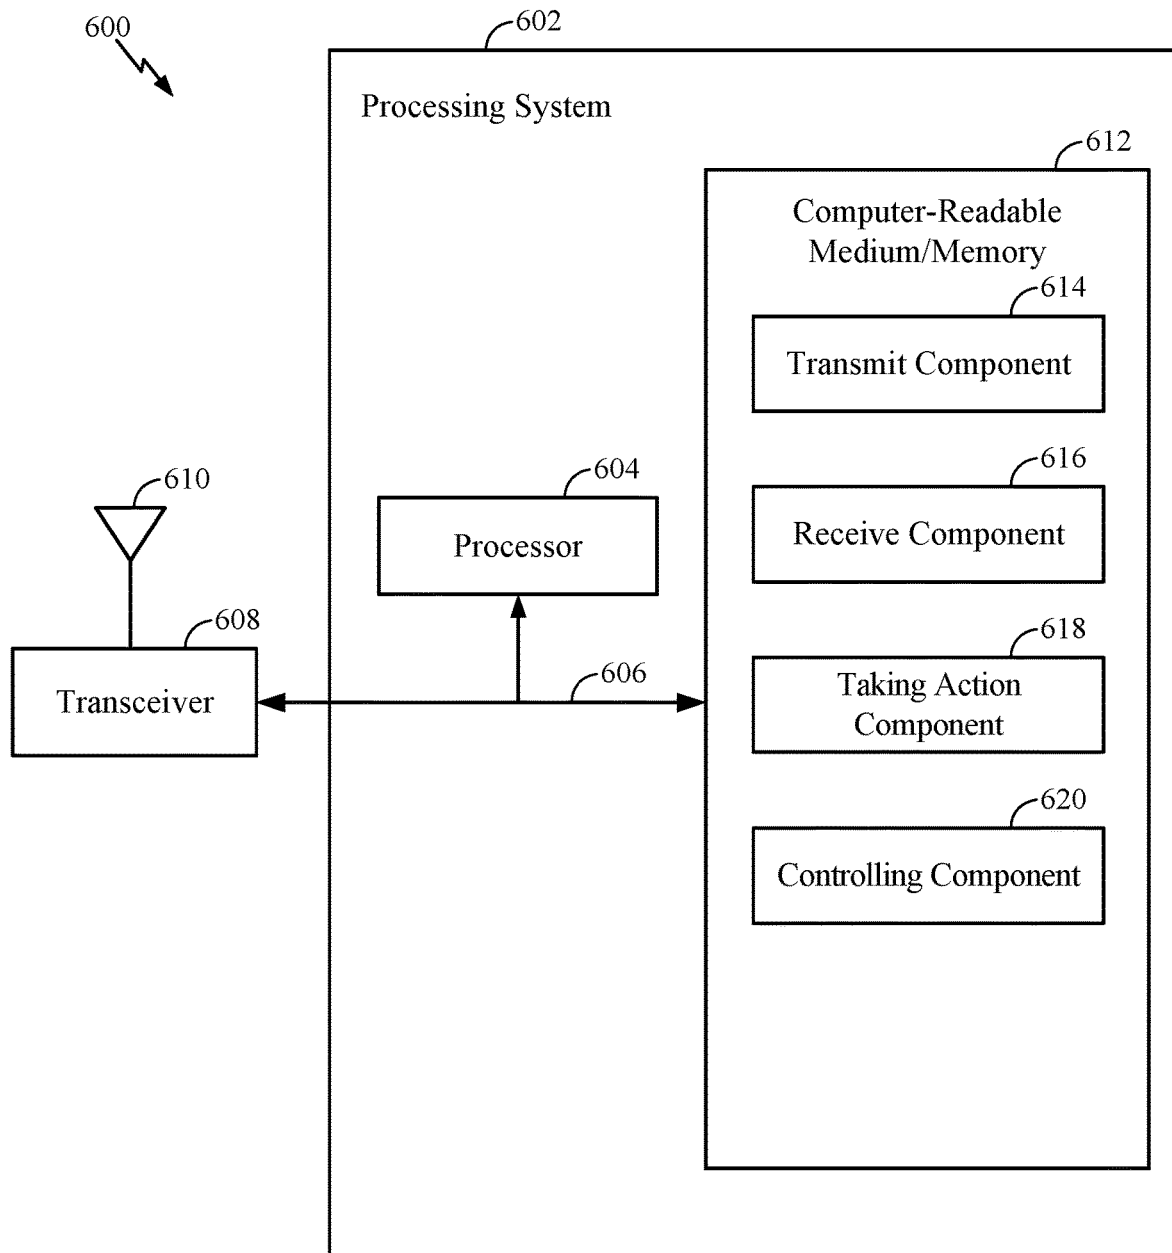 600
602
Processing System
612
Computer-Readable
Medium/Memory
614
Transmit Component
610
604
616
Processor
Receive Component
608
618
606
Transceiver
Taking Action
Component
620
Controlling Component